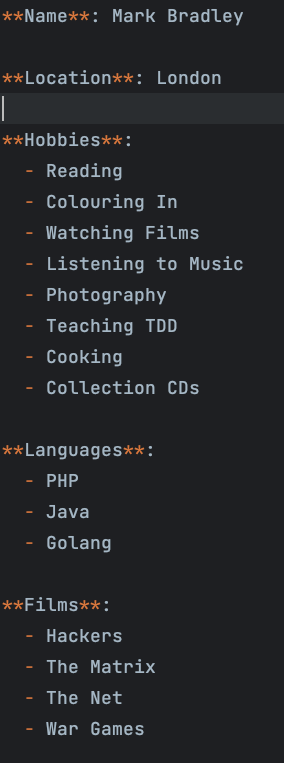 **Name**: Mark Bradley
**Location**: London
**Hobbies**:
- Reading
- Colouring In
- Watching Films
- Listening to Music
- Photography
- Teaching TDD
- Cooking
- Collection CDs
**Languages**:
- PHP
- Java
- Golang
**Films**:
- Hackers
- The Matrix
- The Net
- War Games